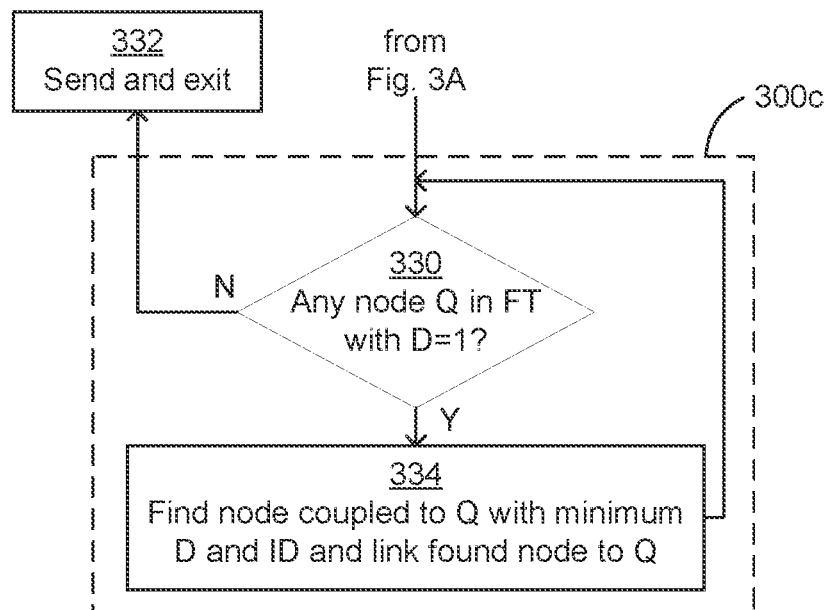 332
Send and exit
from
Fig. 3A
300c
330
Any node Q in FT
with D=1?
N
Y
334
Find node coupled to Q with minimum
D and ID and link found node to Q